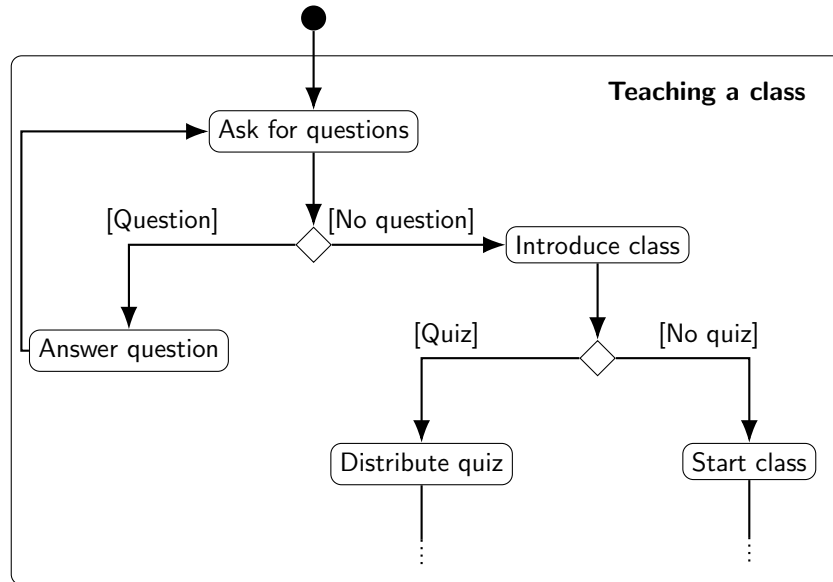 Teaching a class
Ask for questions
[Question]
[No question]
Introduce class
Answer question
[Quiz]
[No quiz]
Distribute quiz
Start class